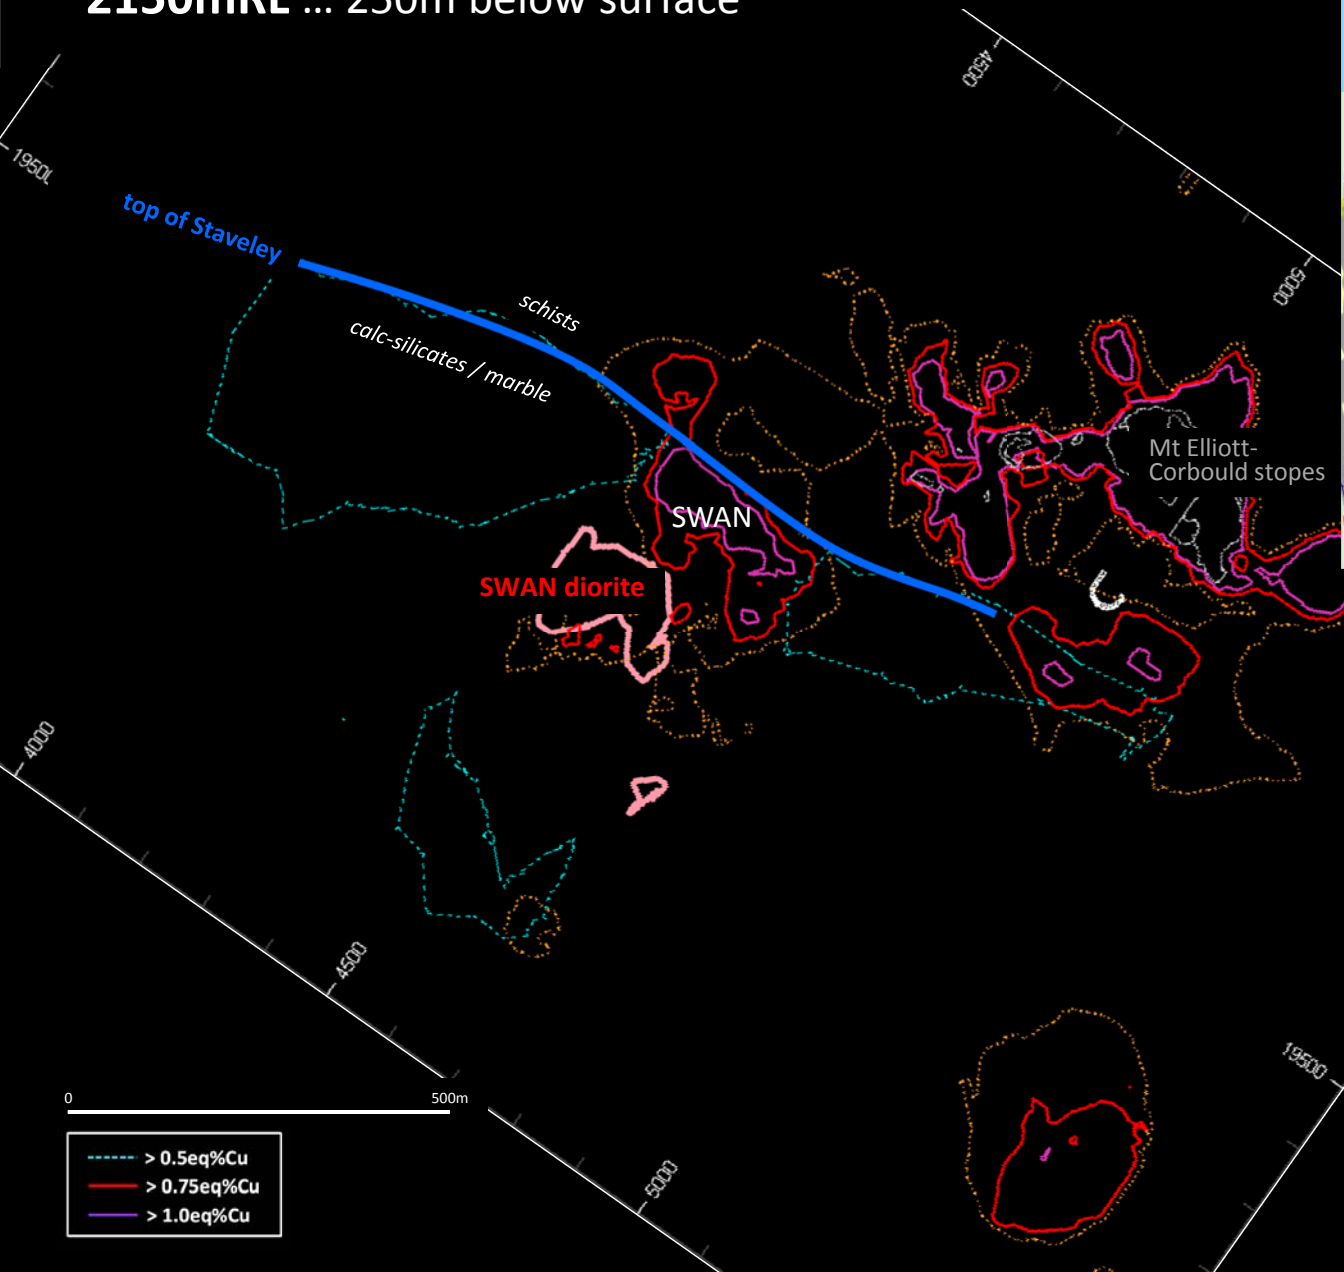 2150mRL ... 250m below surface
4500
1950
top of Staveley
5000
schists
calc-silicates / marble
Mt Elliott-
Corbould stopes
SWAN
SWAN diorite
4000
4500
19500
0
500m
5000
> 0.5eq%Cu
> 0.75eq%Cu
> 1.0eq%Cu